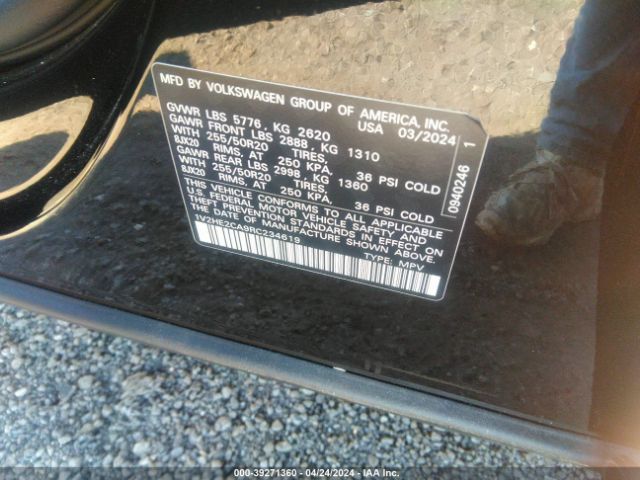 MFD BY VOLKSWAGEN GROUP OF AMERICA, INC.
USA 03/2024
GVWR LBS 5776, KG 2620
GAWR FRONT LBS 2888, KG 1310
WITH 255/50R20 TIRES,
8JX20 RIMS, AT 250 KPA, 36 PSI COLD
GAWR REAR LBS 2998, KG 1360
WITH 255/50R20 TIRES,
8JX20 RIMS, AT 250 KPA, 36 PSI COLD
THIS VEHICLE CONFORMS TO ALL APPLICABLE
U.S FEDERAL MOTOR VEHICLE SAFETY AND
THEFT PREVENTION STANDARDS IN EFFECT ON
THE DATE OF MANUFACTURE SHOWN ABOVE.
1V2HE2CA9RC234619
TYPE: MPV
0940246 1
000-39271360 - 04/24/2024 - IAA Inc.